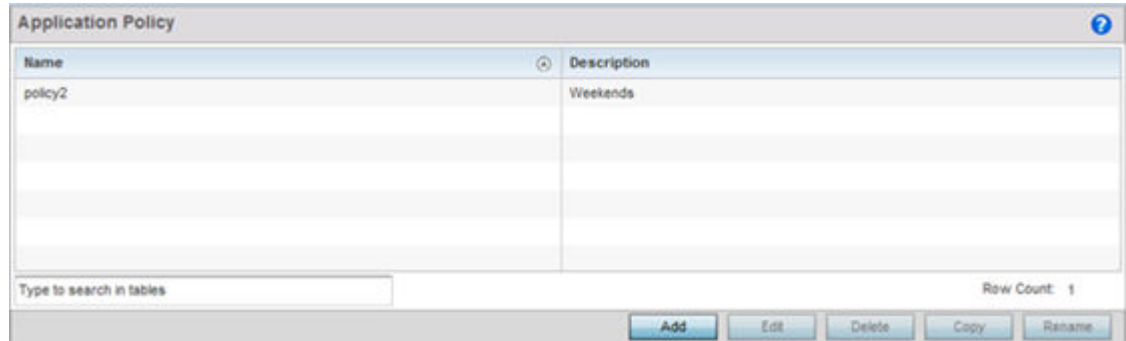 Application Policy
Name Description
policy2 Weekends
Type to search in tables Row Count: 1
Add Edit Delete Copy Rename